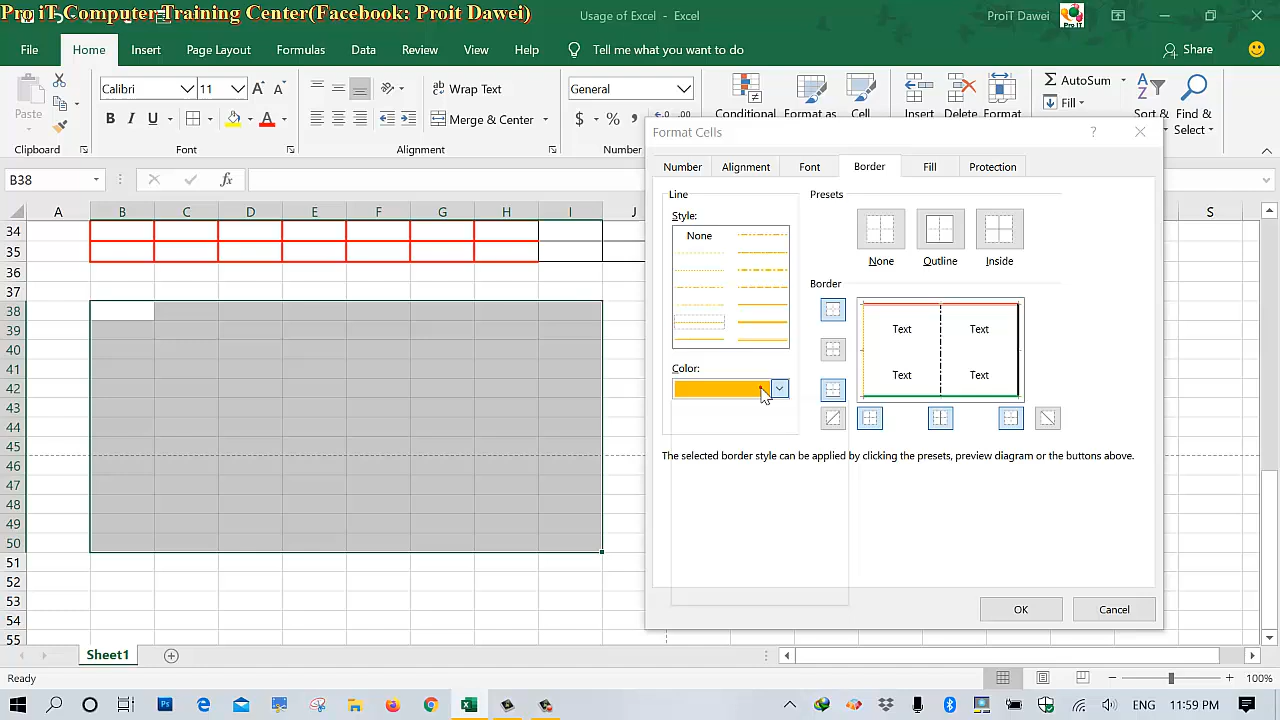 Pro iT Computer Training Center(Facebook: Proit Dawei)
Usage of Excel - Excel
ProiT Dawei
File Home Insert Page Layout Formulas Data Review View Help Tell me what you want to do Share
Paste
Calibri 11
Wrap Text
General
Conditional Format as Cell Insert Delete Format
AutoSum
Fill
Sort & Find &
Select
B I U A
Merge & Center
$ %
Clipboard Font Alignment Number
B38
fx
Format Cells
Number Alignment Font Border Fill Protection
Line
Style:
None
Color:
Presets
None Outline Inside
Border
Text Text
Text Text
The selected border style can be applied by clicking the presets, preview diagram or the buttons above.
OK Cancel
A B C D E F G H I J S
34
35
36
37
38
39
40
41
42
43
44
45
46
47
48
49
50
51
52
53
54
55
Sheet1
Ready
100%
ENG 11:59 PM